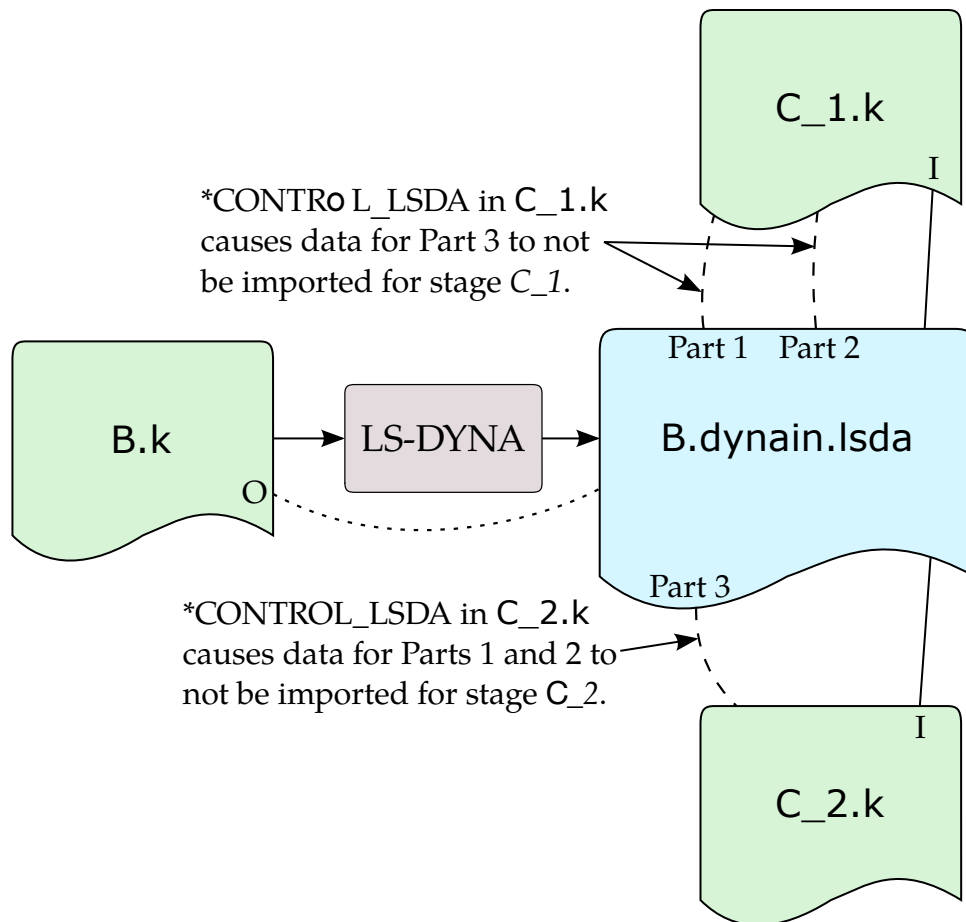 C_1.k
I
*CONTRo L_LSDA in C_1.k
causes data for Part 3 to not
be imported for stage C_1.
Part 1 Part 2
B.k
LS-DYNA
B.dynain.lsda
O
Part 3
*CONTROL_LSDA in C_2.k
causes data for Parts 1 and 2 to
not be imported for stage C_2.
I
C_2.k